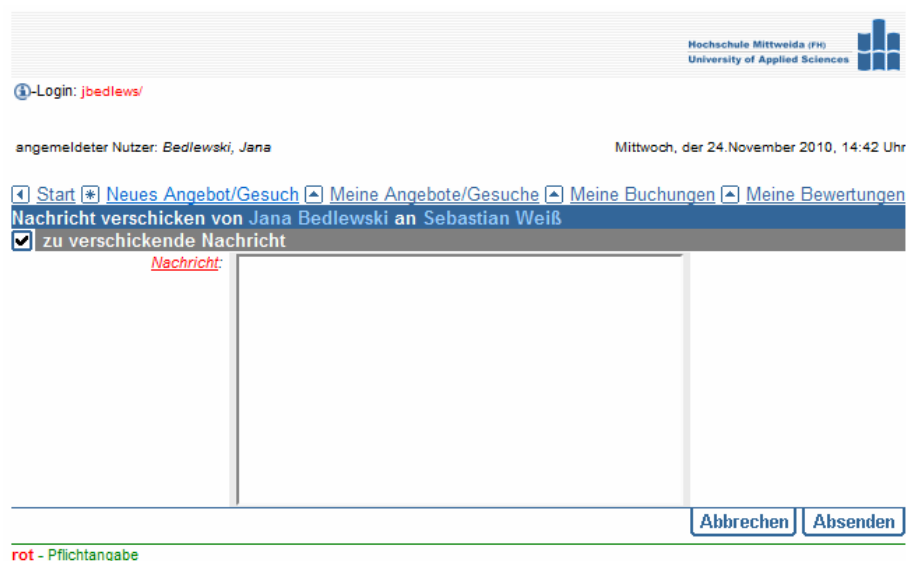 Hochschule Mittweida (FH)
University of Applied Sciences
-Login: jbedlews/
angemeldeter Nutzer: Bedlewski, Jana Mittwoch, der 24.November 2010, 14:42 Uhr
Start Neues Angebot/Gesuch Meine Angebote/Gesuche Meine Buchungen Meine Bewertungen
Nachricht verschicken von Jana Bedlewski an Sebastian Weiß
zu verschickende Nachricht
Nachricht:
Abbrechen Absenden
rot - Pflichtangabe